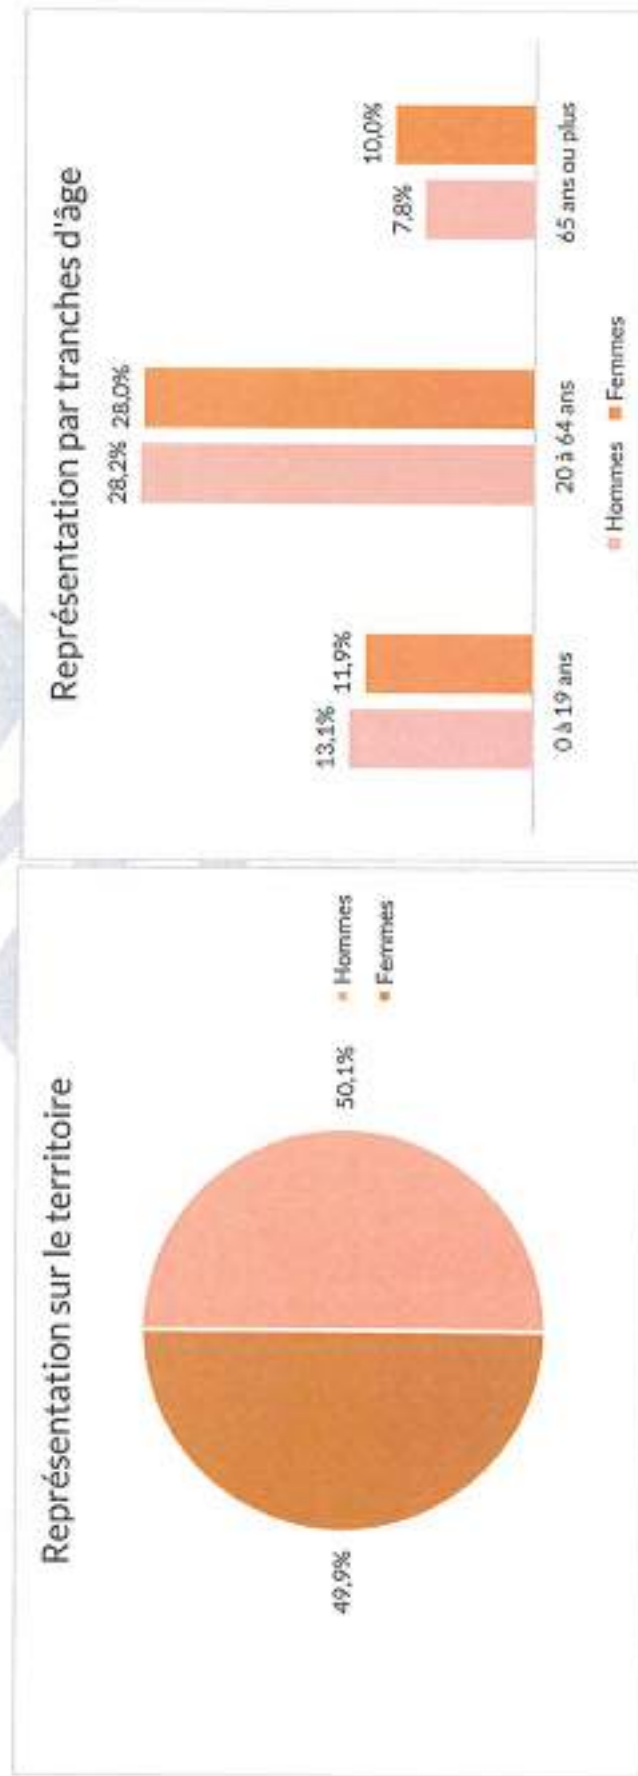 Représentation sur le territoire
49,9%
50,1%
Hommes
Femmes
Représentation par tranches d'âge
13,1%
11,9%
28,2%
28,0%
7,8%
10,0%
0 à 19 ans
20 à 64 ans
65 ans ou plus
Hommes
Femmes